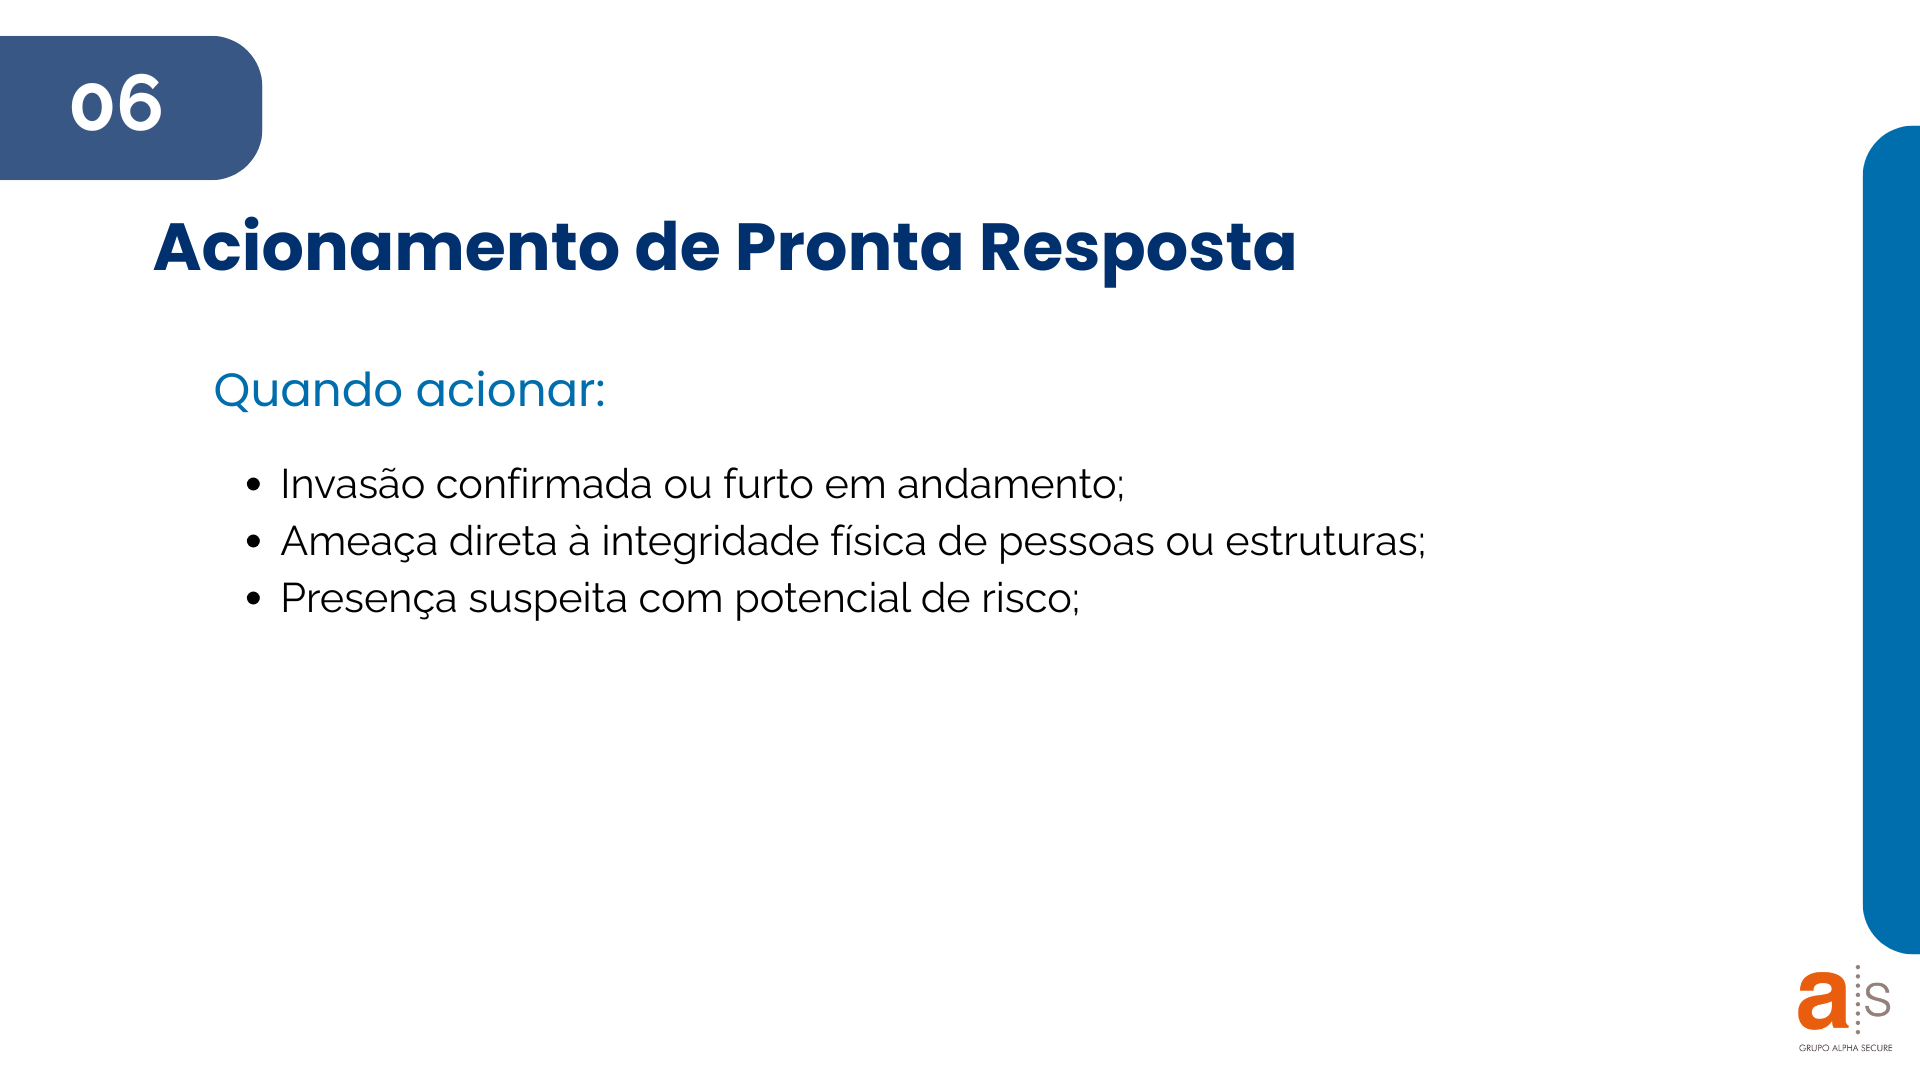 06
Acionamento de Pronta Resposta
Quando acionar:
• Invasão confirmada ou furto em andamento;
• Ameaça direta à integridade física de pessoas ou estruturas;
• Presença suspeita com potencial de risco;
a s
GRUPO ALPHA SECURE